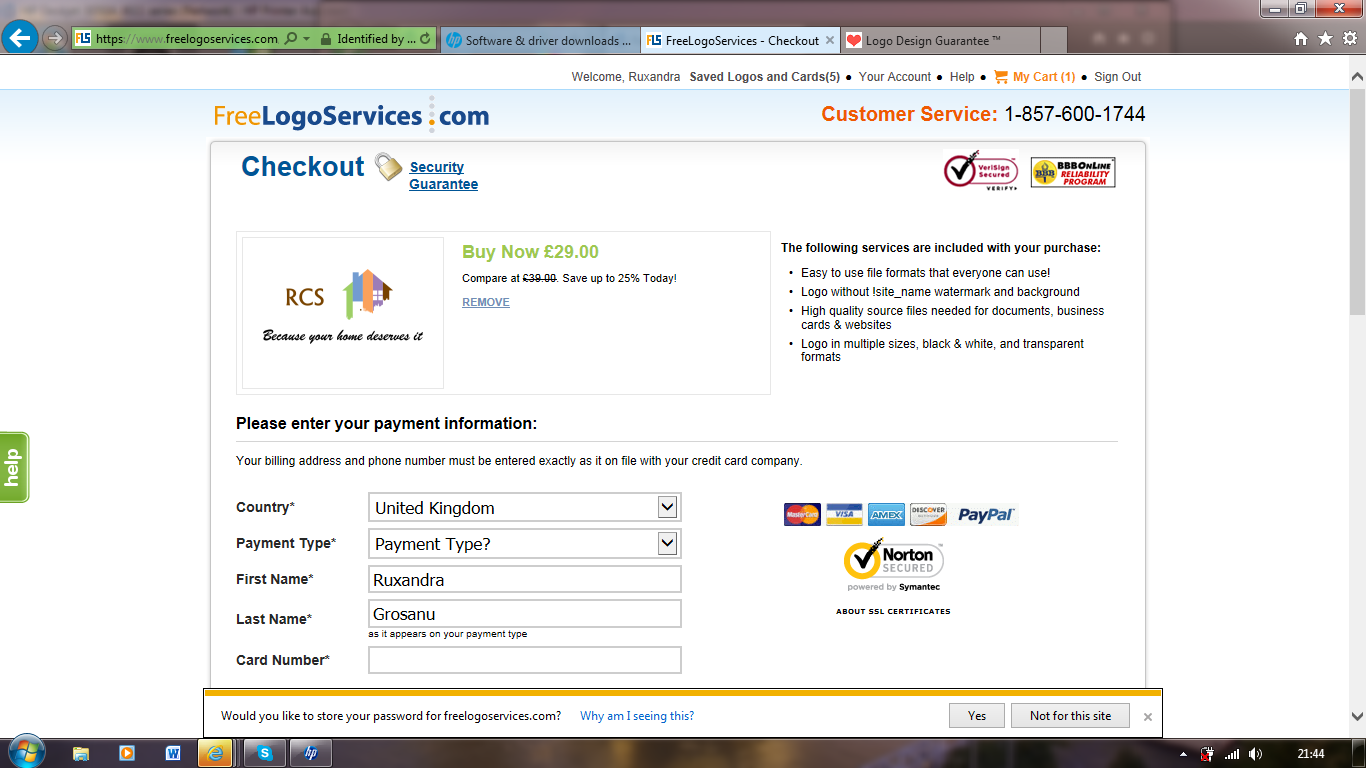 https://www.freelogoservices.com
Identified by ...
Software & driver downloads ...
FLS FreeLogoServices - Checkout
Logo Design Guarantee ™
Welcome, Ruxandra Saved Logos and Cards(5) • Your Account • Help • My Cart (1) • Sign Out
FreeLogoServices.com
Customer Service: 1-857-600-1744
Checkout
Security
Guarantee
VeriSign
Secured
VERIFY
BBB
BBBOnLine
RELIABILITY
PROGRAM
RCS
Because your home deserves it
Buy Now £29.00
Compare at £39.00. Save up to 25% Today!
REMOVE
The following services are included with your purchase:
• Easy to use file formats that everyone can use!
• Logo without !site_name watermark and background
• High quality source files needed for documents, business
cards & websites
• Logo in multiple sizes, black & white, and transparent
formats
help
Please enter your payment information:
Your billing address and phone number must be entered exactly as it on file with your credit card company.
Country* United Kingdom
Payment Type* Payment Type?
First Name* Ruxandra
Last Name* Grosanu
as it appears on your payment type
Card Number*
MasterCard VISA AMEX DISCOVER PayPal
Norton
SECURED
powered by Symantec
ABOUT SSL CERTIFICATES
Would you like to store your password for freelogoservices.com? Why am I seeing this? Yes Not for this site
21:44